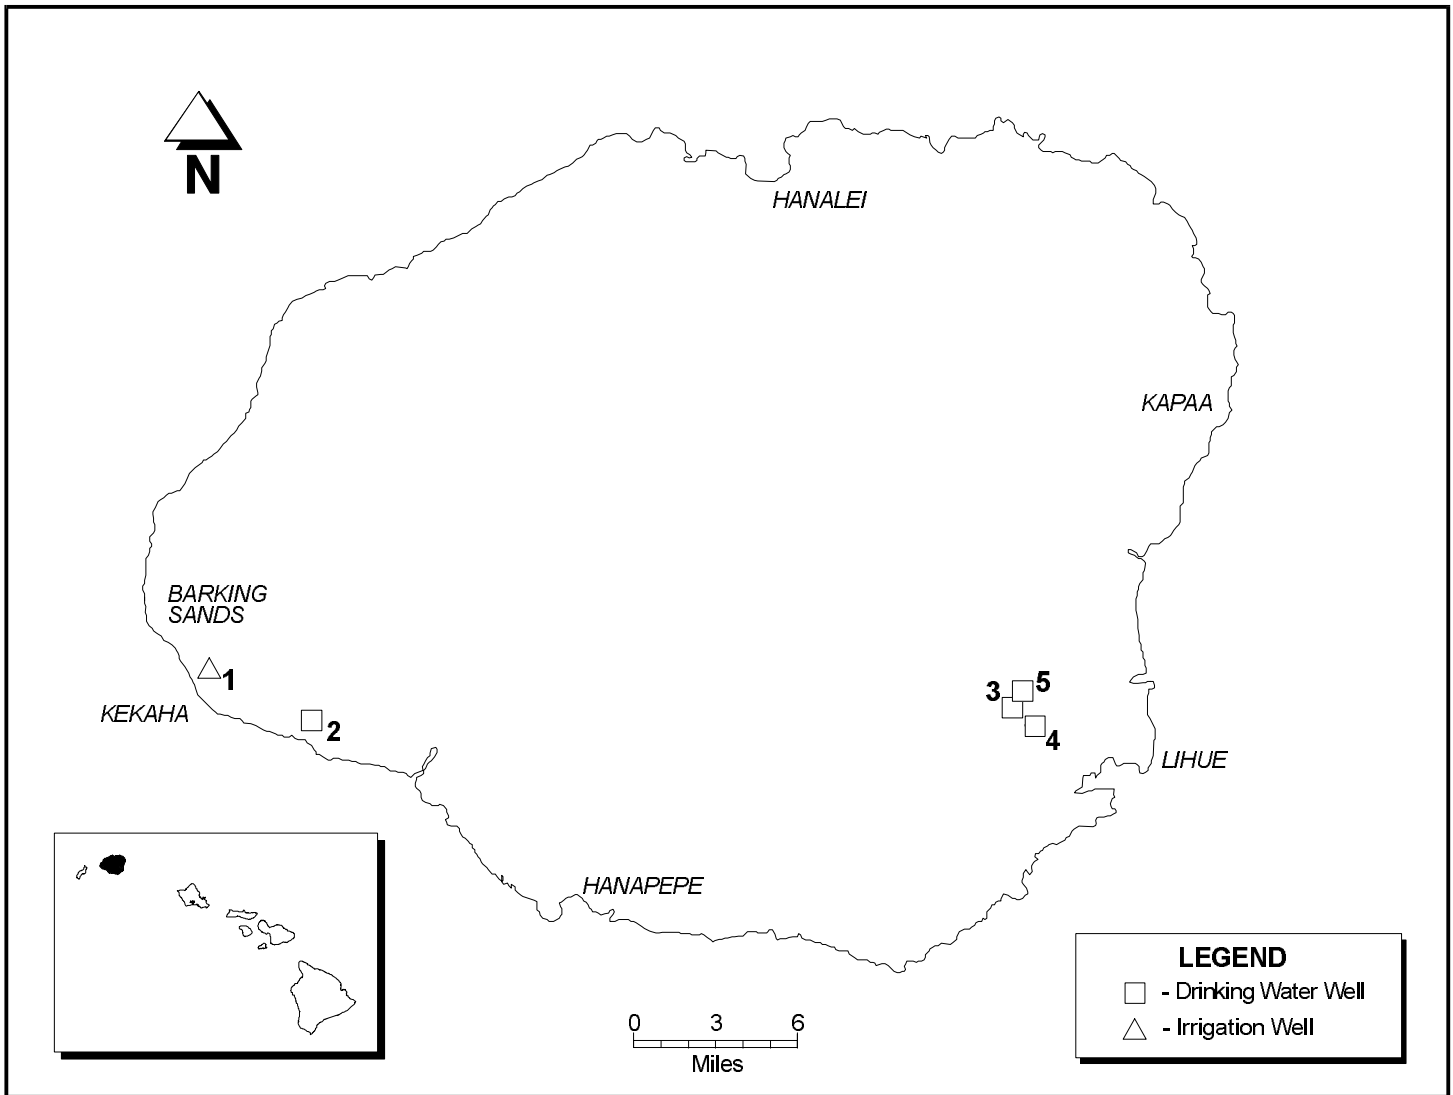 N
HANALEI
KAPAA
BARKING
SANDS
1
KEKAHA
2
3
5
4
LIHUE
HANAPEPE
LEGEND
- Drinking Water Well
- Irrigation Well
0 3 6
Miles